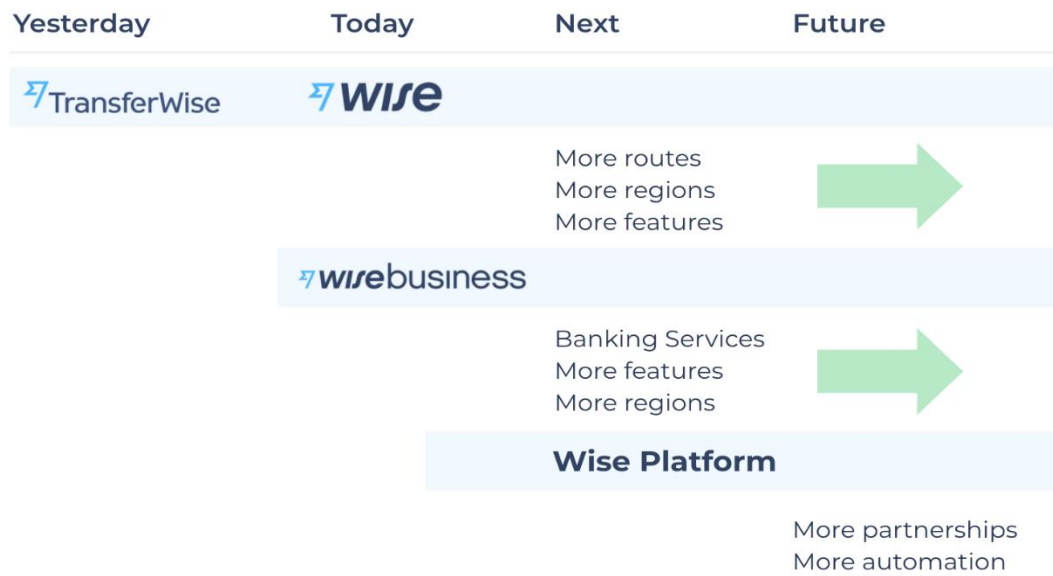 Yesterday Today Next Future
TransferWise wise
More routes
More regions
More features
wisebusiness
Banking Services
More features
More regions
Wise Platform
More partnerships
More automation